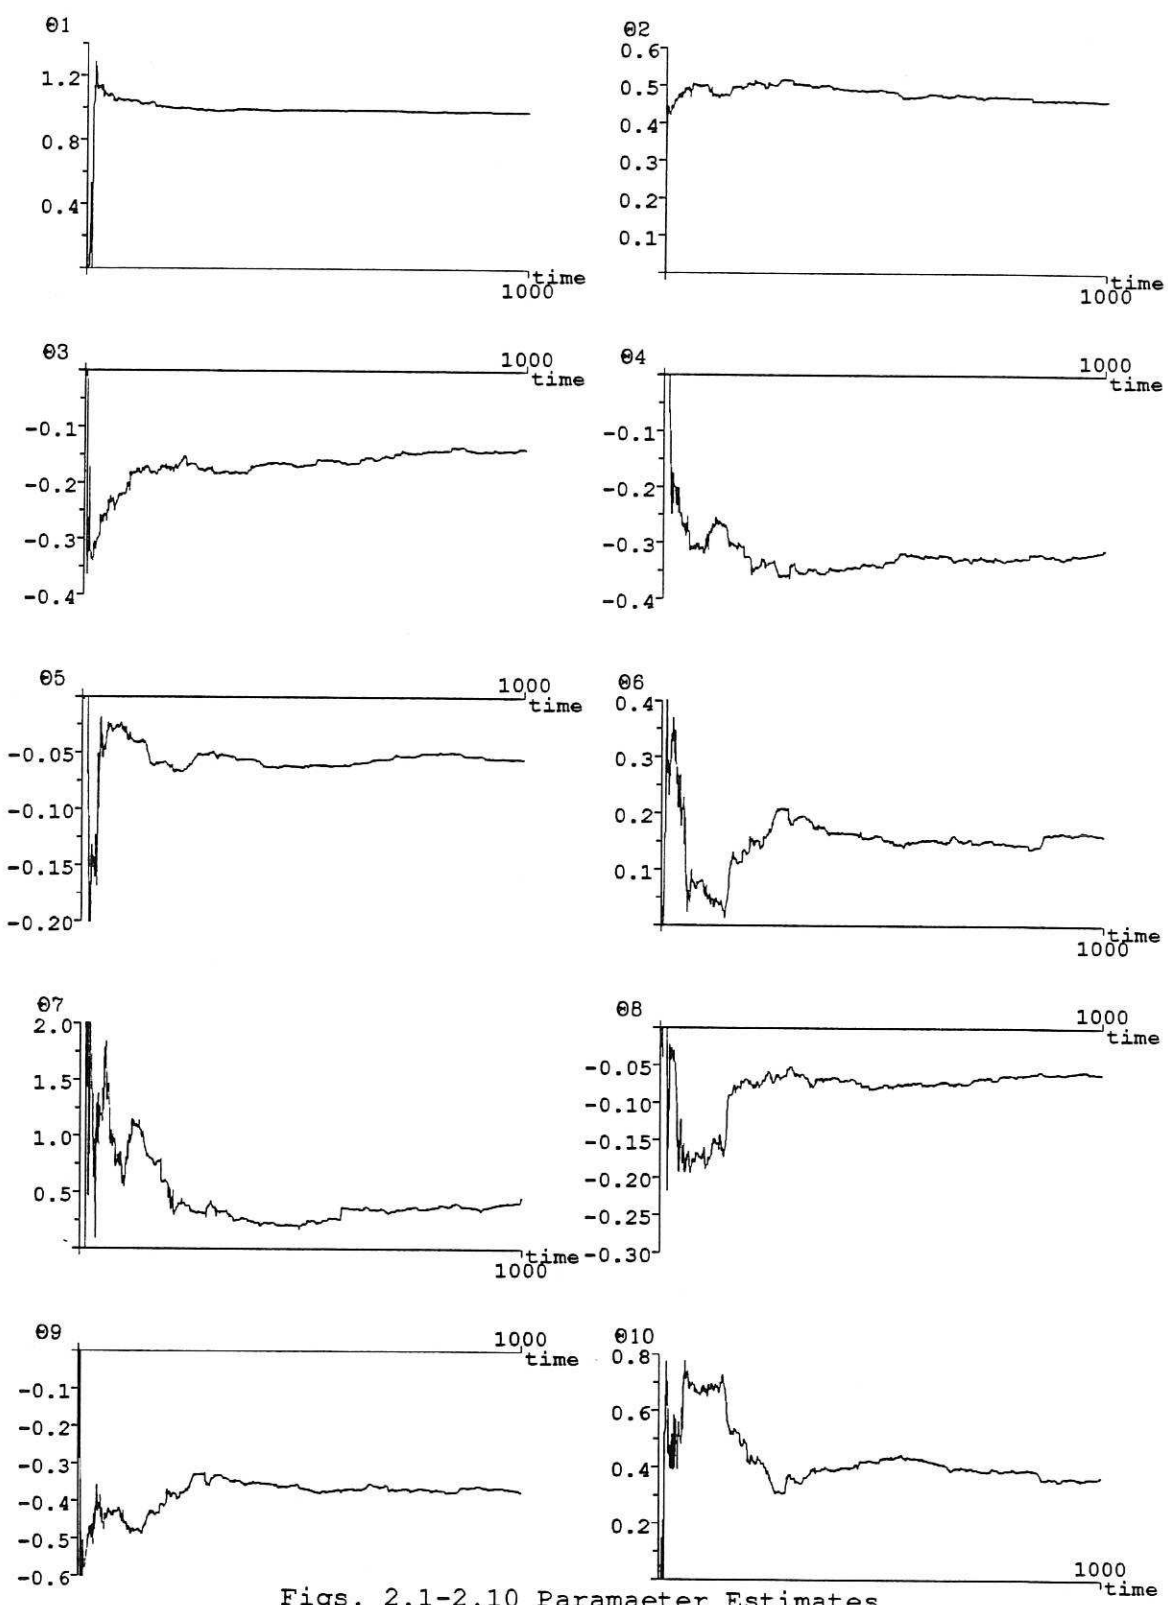 θ1
1.2
0.8
0.4
time
1000
θ2
0.6
0.5
0.4
0.3
0.2
0.1
time
1000
θ3
1000
time
-0.1
-0.2
-0.3
-0.4
θ4
1000
time
-0.1
-0.2
-0.3
-0.4
θ5
1000
time
-0.05
-0.10
-0.15
-0.20
θ6
0.4
0.3
0.2
0.1
time
1000
θ7
2.0
1.5
1.0
0.5
time
1000
θ8
1000
time
-0.05
-0.10
-0.15
-0.20
-0.25
-0.30
θ9
1000
time
-0.1
-0.2
-0.3
-0.4
-0.5
-0.6
θ10
0.8
0.6
0.4
0.2
1000
time
Figs. 2.1-2.10 Paramaeter Estimates